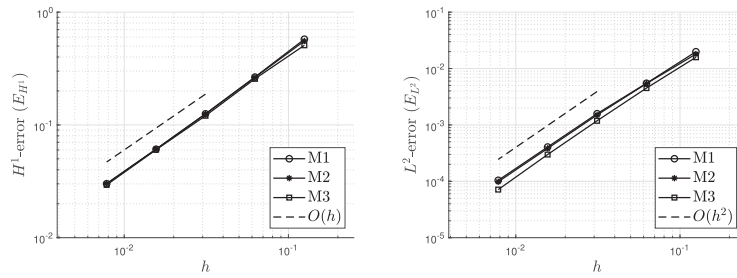 10^0
10^-1
10^-2
H^1-error (E_{H^1})
10^-2
10^-1
h
M1
M2
M3
O(h)
10^-1
10^-2
10^-3
10^-4
10^-5
L^2-error (E_{L^2})
10^-2
10^-1
h
M1
M2
M3
O(h^2)